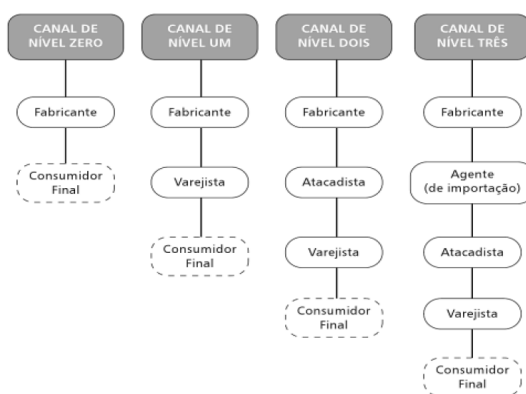 CANAL DE
NÍVEL ZERO
Fabricante
Consumidor
Final
CANAL DE
NÍVEL UM
Fabricante
Varejista
Consumidor
Final
CANAL DE
NÍVEL DOIS
Fabricante
Atacadista
Varejista
Consumidor
Final
CANAL DE
NÍVEL TRÊS
Fabricante
Agente
(de importação)
Atacadista
Varejista
Consumidor
Final